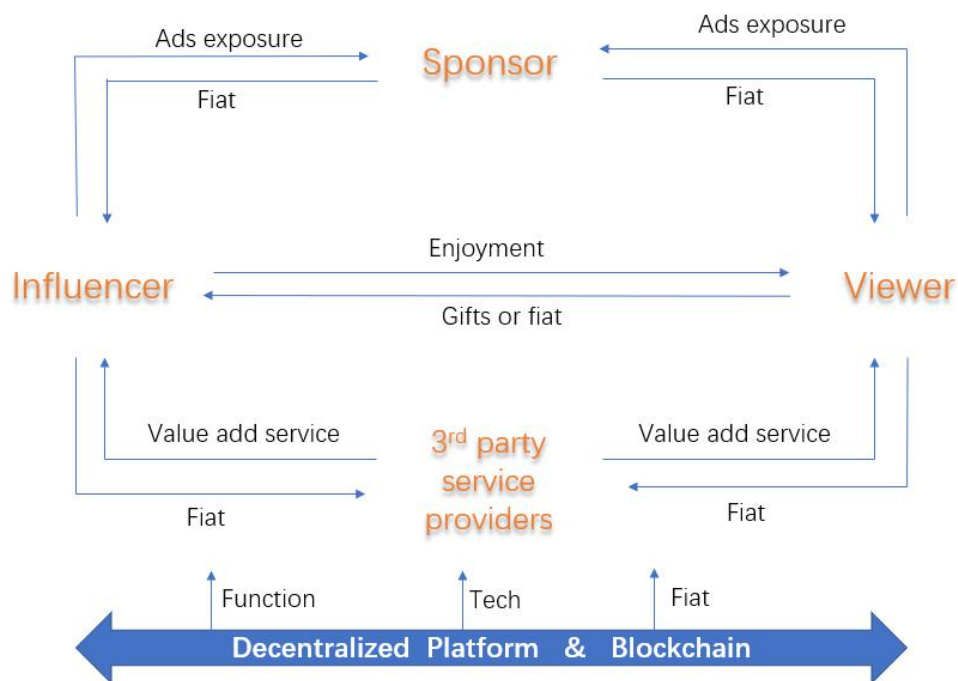 Ads exposure
Ads exposure
Sponsor
Fiat
Fiat
Enjoyment
Influencer
Viewer
Gifts or fiat
Value add service
3rd party
service
providers
Value add service
Fiat
Fiat
Function
Tech
Fiat
Decentralized Platform & Blockchain